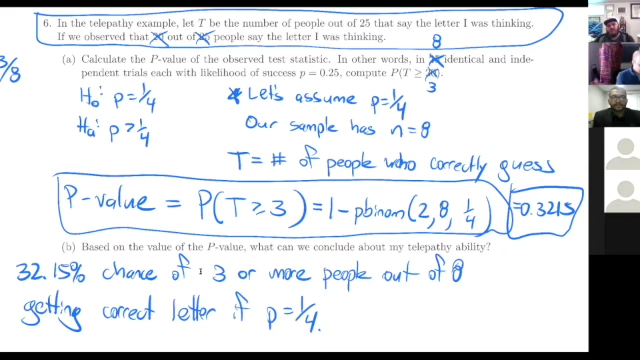 6. In the telepathy example, let T be the number of people out of 25 that say the letter I was thinking.
If we observed that 20 out of 25 people say the letter I was thinking.
3/8
8
(a) Calculate the P-value of the observed test statistic. In other words, in identical and inde-
pendent trials each with likelihood of success p = 0.25, compute P(T ≥ 20).
3
H₀: p=1/4
Let's assume p=1/4
Hₐ: p>1/4
Our sample has n=8
T = # of people who correctly guess
P-value = P(T≥3) = 1-pbinom(2, 8, 1/4) =0.3215
(b) Based on the value of the P-value, what can we conclude about my telepathy ability?
32.15% chance of 3 or more people out of 8
getting correct letter if p=1/4.